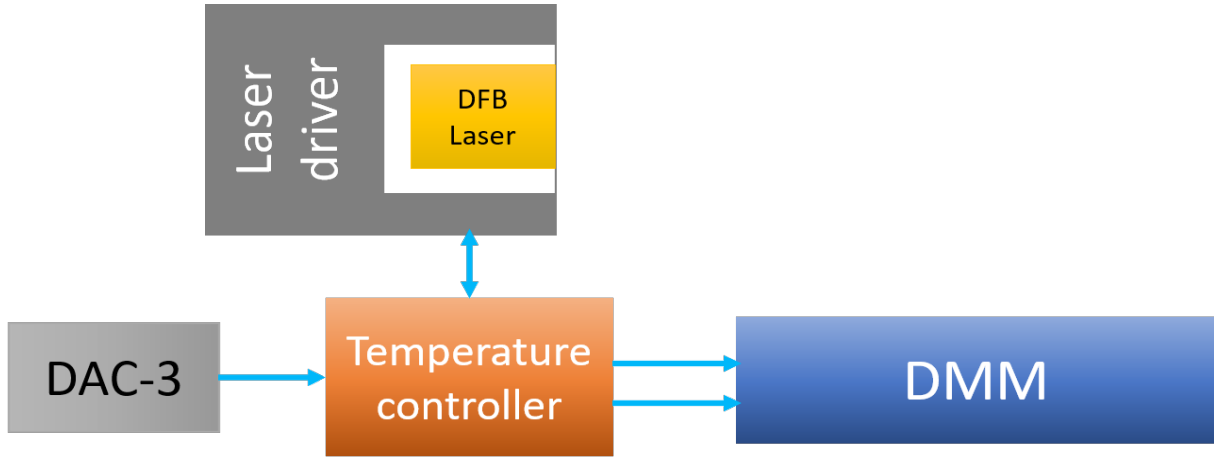 Laser
driver
DFB
Laser
DAC-3
Temperature
controller
DMM